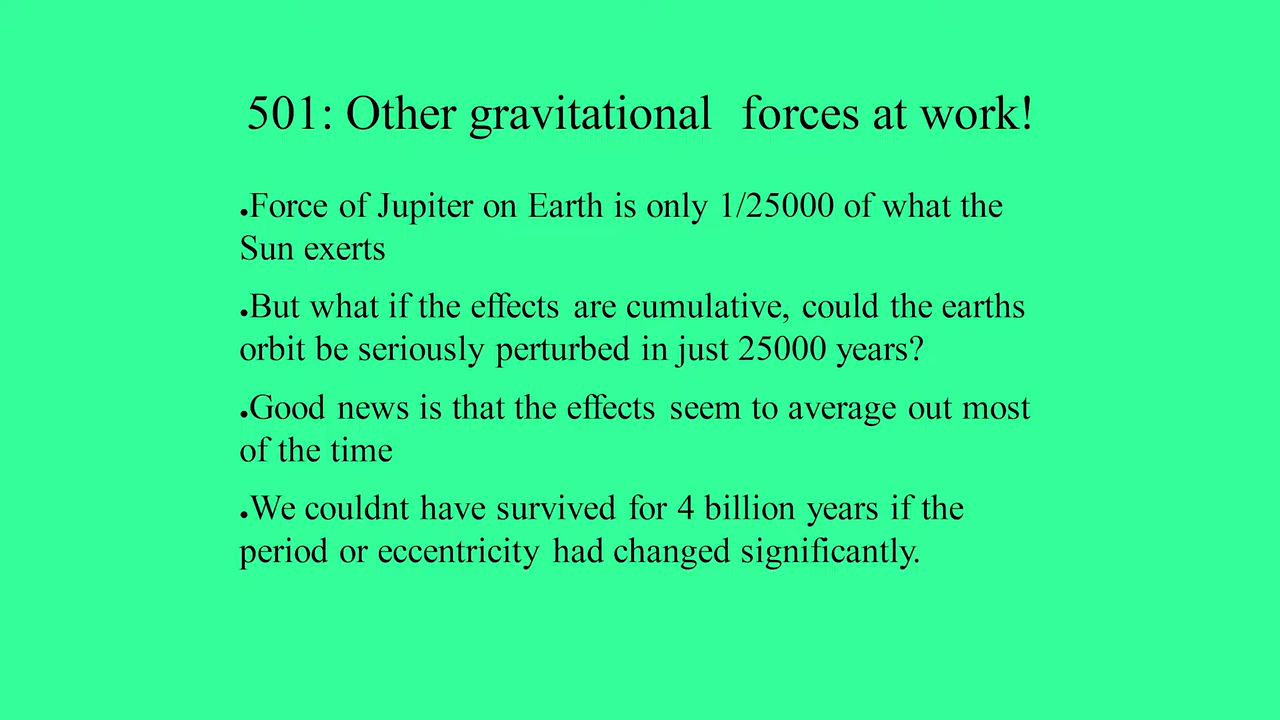 501: Other gravitational forces at work!
●Force of Jupiter on Earth is only 1/25000 of what the
Sun exerts
●But what if the effects are cumulative, could the earths
orbit be seriously perturbed in just 25000 years?
●Good news is that the effects seem to average out most
of the time
●We couldnt have survived for 4 billion years if the
period or eccentricity had changed significantly.